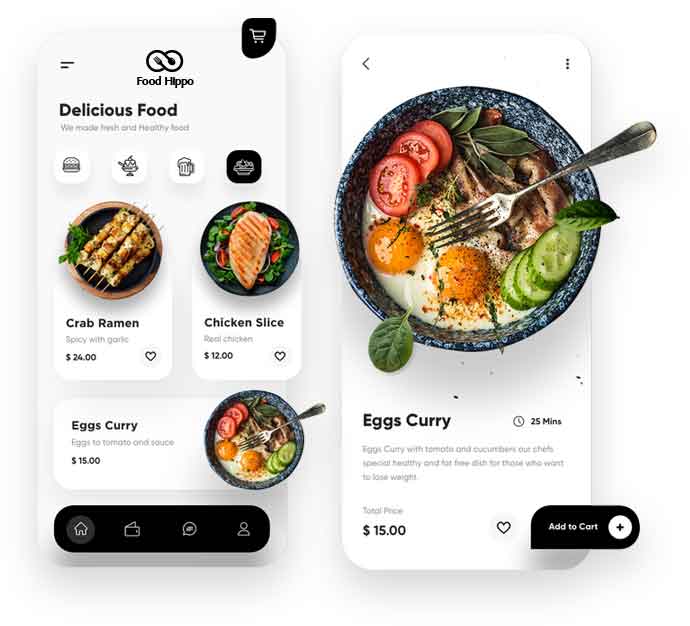 Food Hippo
Delicious Food
We made fresh and Healthy food
Crab Ramen
Spicy with garlic
$ 24.00
Chicken Slice
Real chicken
$ 12.00
Eggs Curry
Eggs to tomato and sauce
$ 15.00
Eggs Curry
25 Mins
Eggs Curry with tomato and cucumbers our chefs
special healthy and fat free dish for those who want
to lose weight.
Total Price
$ 15.00
Add to Cart